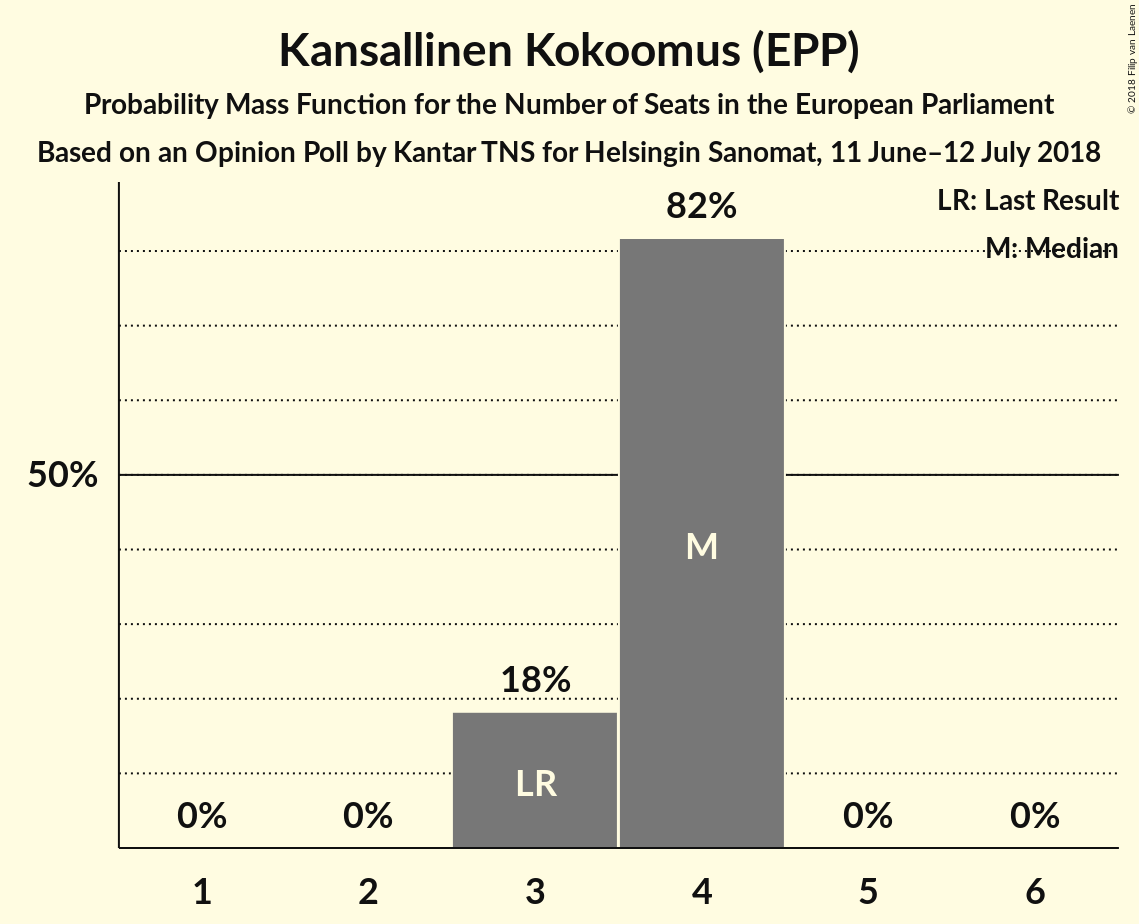 Kansallinen Kokoomus (EPP)
Probability Mass Function for the Number of Seats in the European Parliament
Based on an Opinion Poll by Kantar TNS for Helsingin Sanomat, 11 June–12 July 2018
© 2018 Filip van Laenen
LR: Last Result
M: Median
82%
50%
M
18%
LR
0%
0%
0%
0%
1
2
3
4
5
6